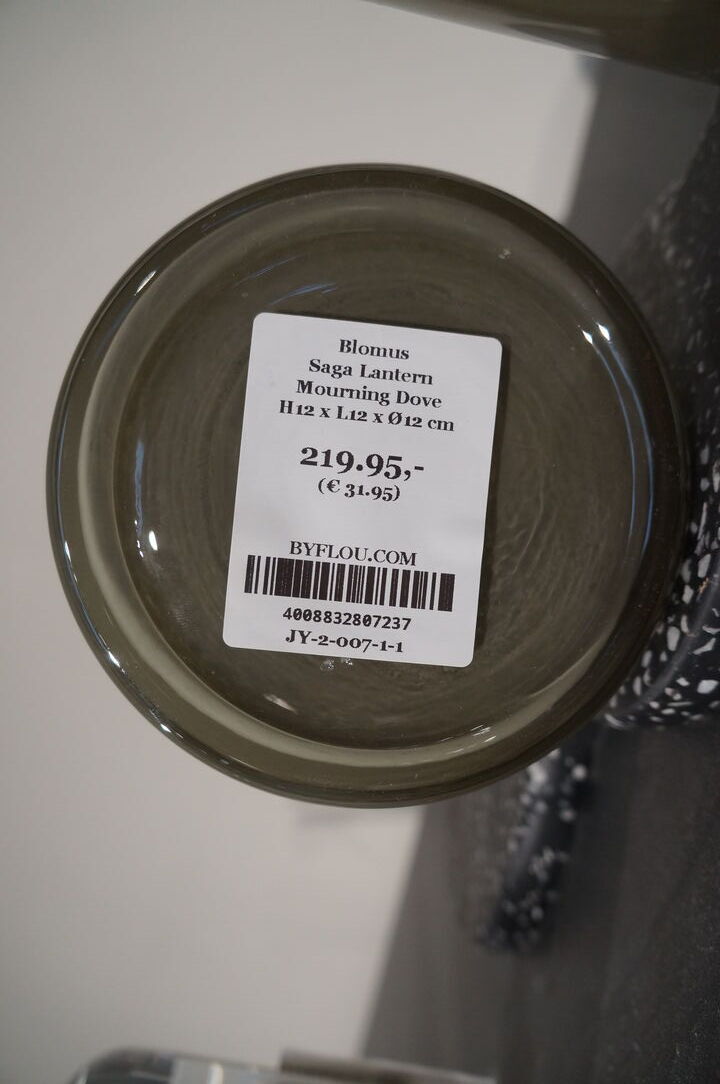 Blomus
Saga Lantern
Mourning Dove
H12 x L12 x Ø12 cm
219.95,-
(€ 31.95)
BYFLOU.COM
4008832807237
JY-2-007-1-1